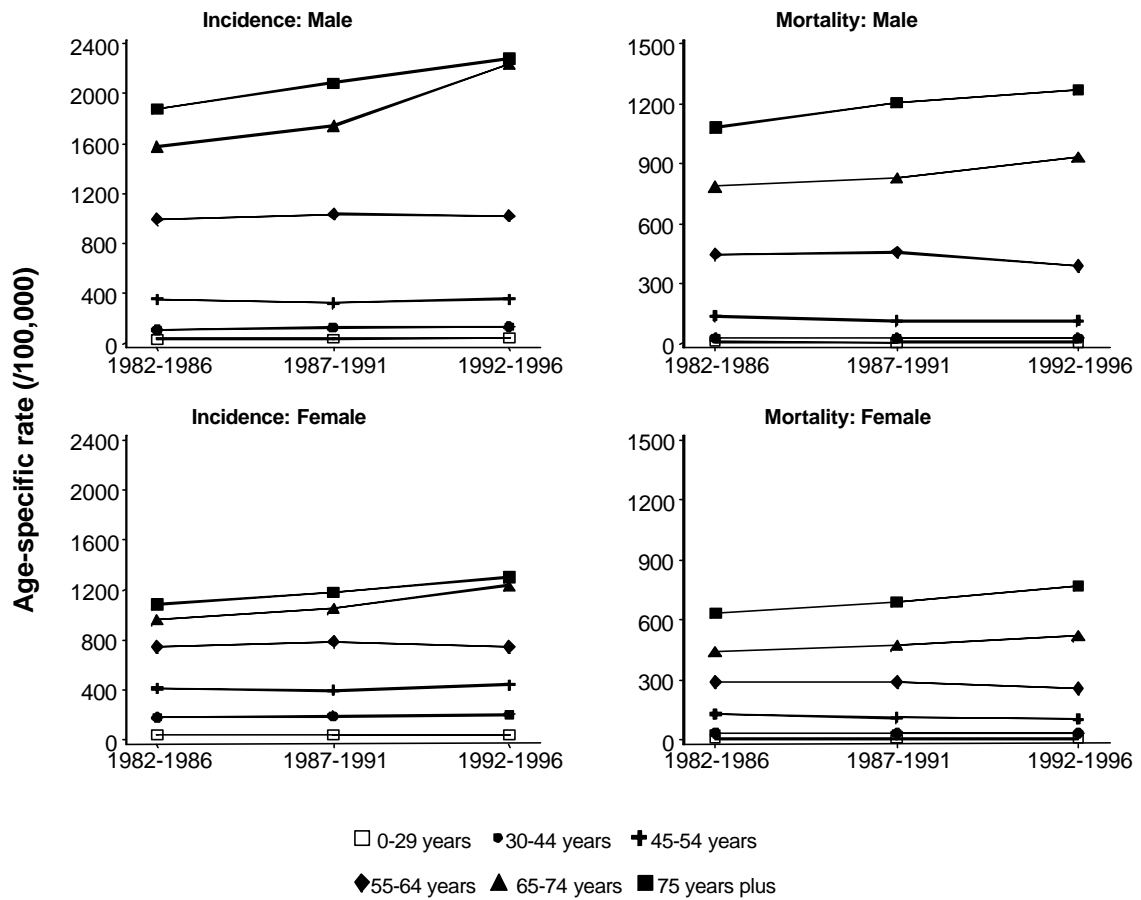 Incidence: Male
2400
2000
1600
1200
800
400
0
1982-1986 1987-1991 1992-1996
Mortality: Male
1500
1200
900
600
300
0
1982-1986 1987-1991 1992-1996
Age-specific rate (/100,000)
Incidence: Female
2400
2000
1600
1200
800
400
0
1982-1986 1987-1991 1992-1996
Mortality: Female
1500
1200
900
600
300
0
1982-1986 1987-1991 1992-1996
0-29 years 30-44 years 45-54 years
55-64 years 65-74 years 75 years plus